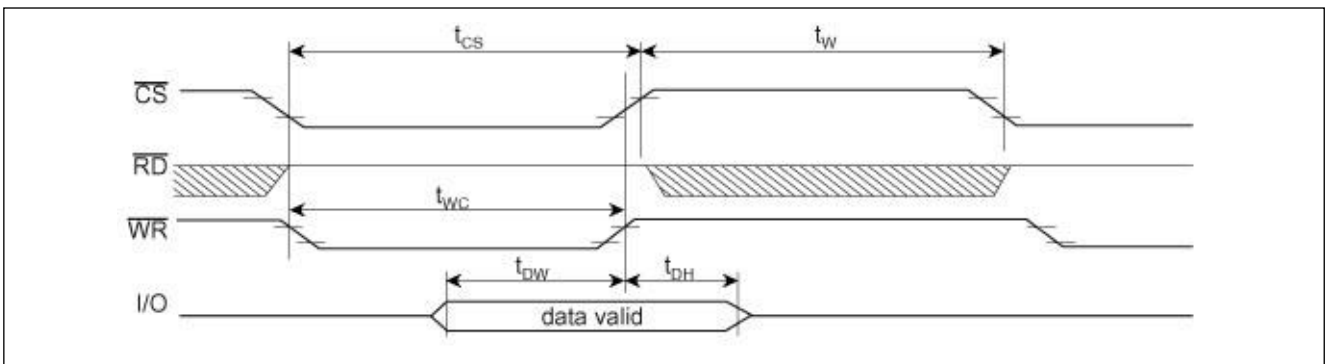 tCS tW
CS
RD
tWC
WR
tDW tDH
I/O
data valid